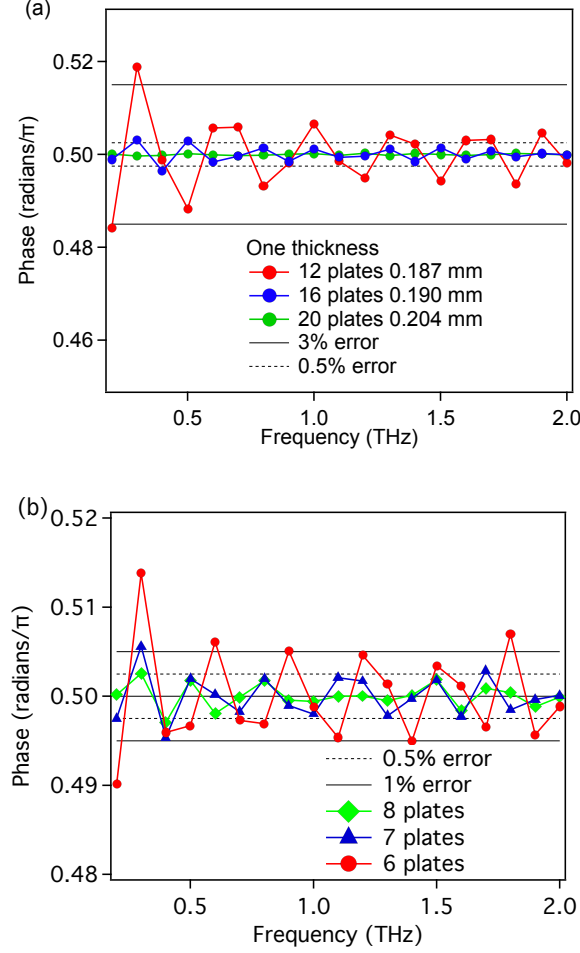 (a)
0.52
0.50
0.48
0.46
Phase (radians/π)
One thickness
12 plates 0.187 mm
16 plates 0.190 mm
20 plates 0.204 mm
3% error
0.5% error
0.5
1.0
1.5
2.0
Frequency (THz)
(b)
0.52
0.51
0.50
0.49
0.48
Phase (radians/π)
0.5% error
1% error
8 plates
7 plates
6 plates
0.5
1.0
1.5
2.0
Frequency (THz)